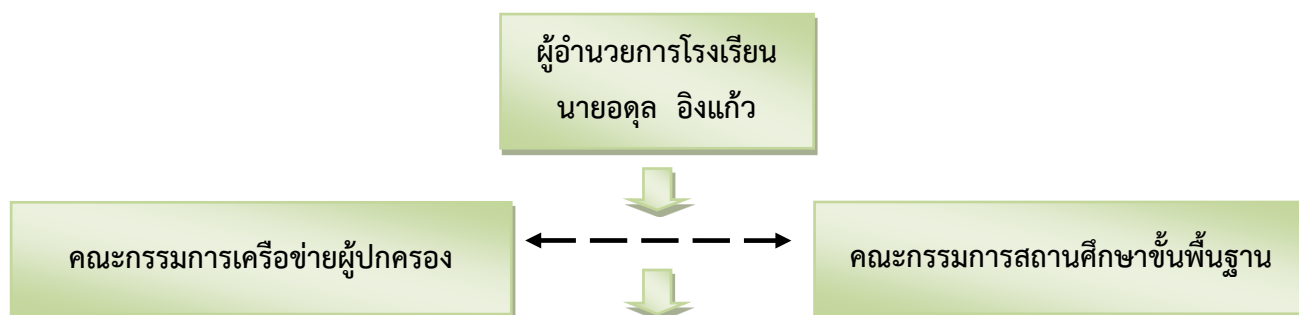 ผู้อำนวยการโรงเรียน
นายอดุล อิงแก้ว
คณะกรรมการเครือข่ายผู้ปกครอง
คณะกรรมการสถานศึกษาขั้นพื้นฐาน